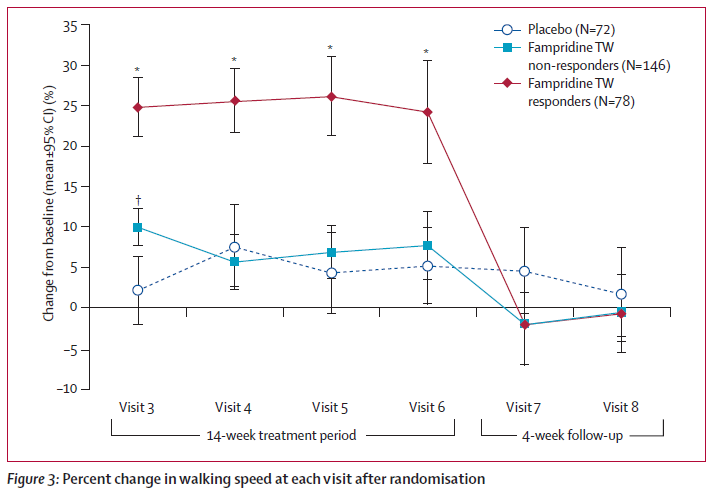 Placebo (N=72)
Fampridine TW
non-responders (N=146)
Fampridine TW
responders (N=78)
Change from baseline (mean±95% CI) (%)
35
30
25
20
15
10
5
0
−5
−10
* * * *
†
Visit 3 Visit 4 Visit 5 Visit 6 Visit 7 Visit 8
14-week treatment period 4-week follow-up
Figure 3: Percent change in walking speed at each visit after randomisation